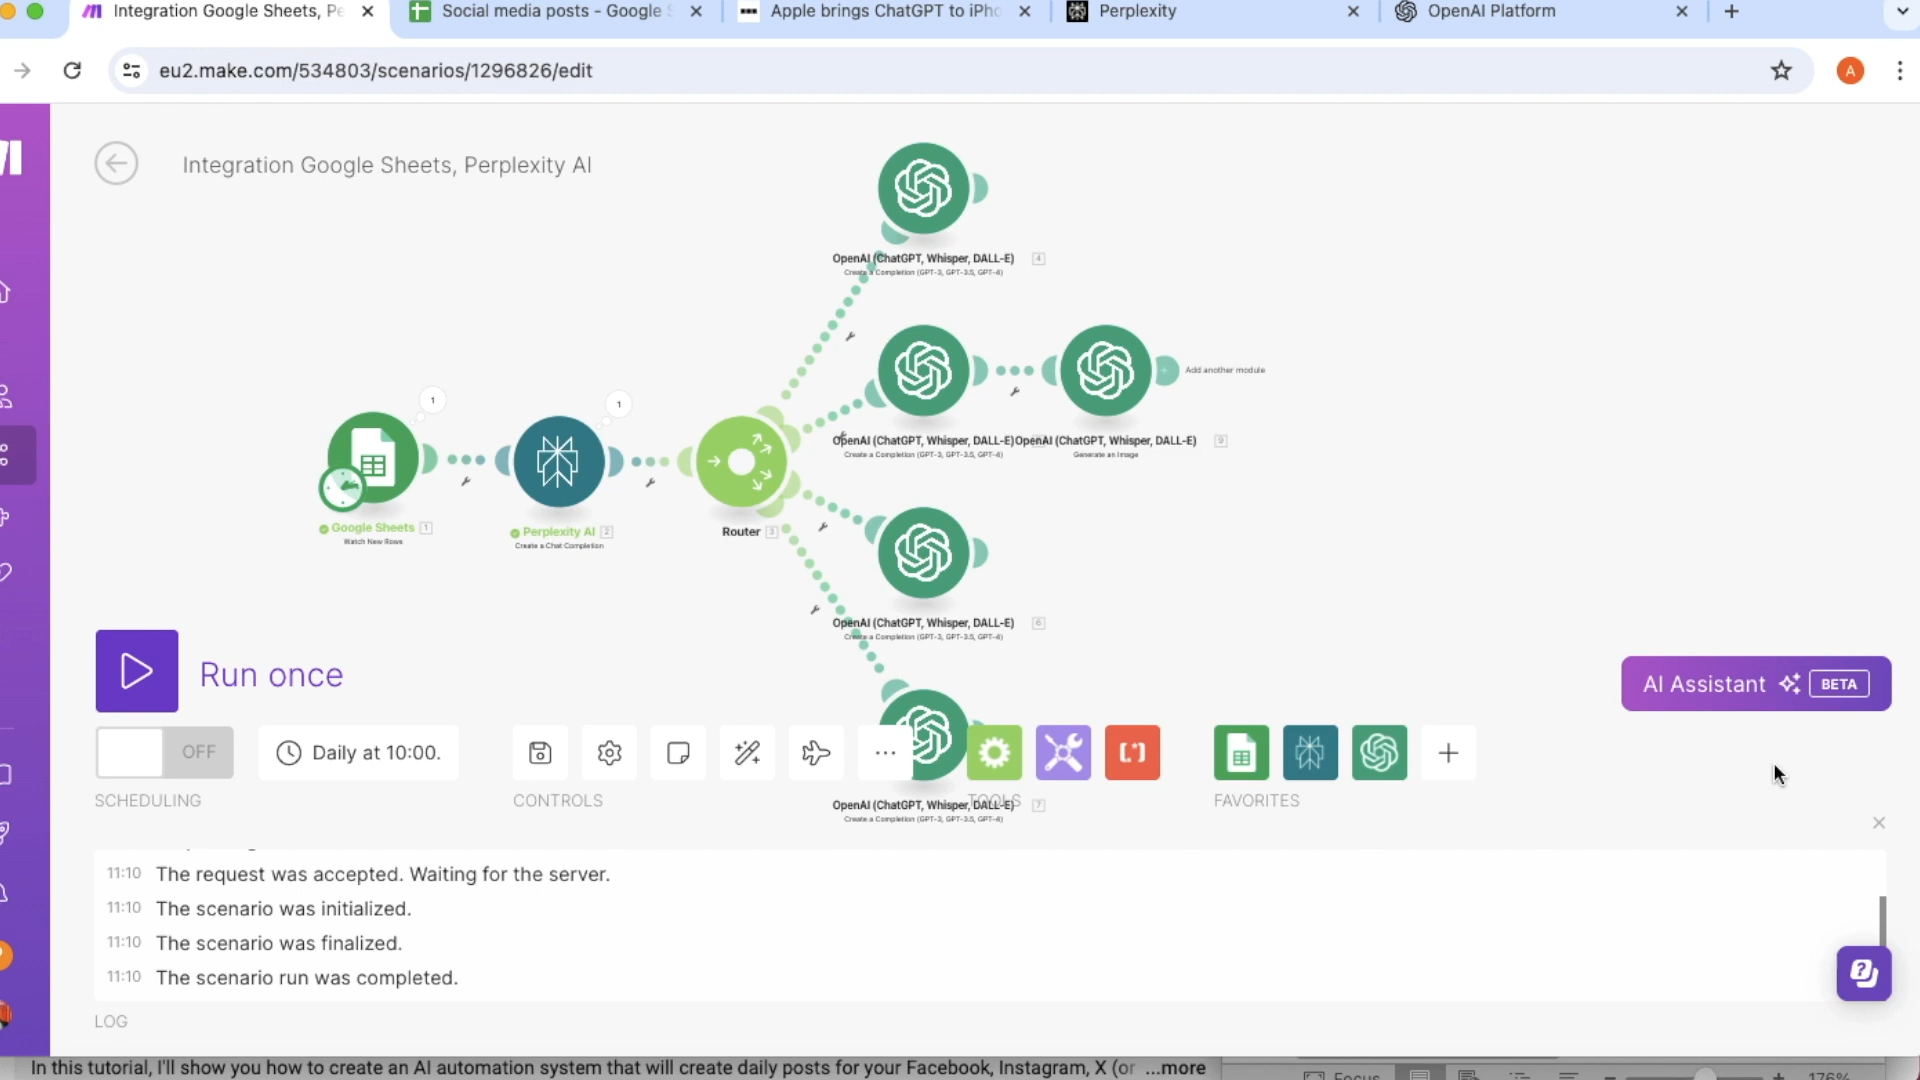 Integration Google Sheets, Pe
Social media posts - Google S
Apple brings ChatGPT to iPho
Perplexity
OpenAI Platform
eu2.make.com/534803/scenarios/1296826/edit
A
Integration Google Sheets, Perplexity AI
OpenAI (ChatGPT, Whisper, DALL-E) 4
Create a Completion (GPT-3, GPT-3.5, GPT-4)
Add another module
OpenAI (ChatGPT, Whisper, DALL-E)
Create a Completion (GPT-3, GPT-3.5, GPT-4)
OpenAI (ChatGPT, Whisper, DALL-E) 9
Generate an Image
1
1
Google Sheets 1
Watch New Rows
Perplexity AI 2
Create a Chat Completion
Router 3
OpenAI (ChatGPT, Whisper, DALL-E) 6
Create a Completion (GPT-3, GPT-3.5, GPT-4)
Run once
AI Assistant BETA
OFF
Daily at 10:00.
SCHEDULING
CONTROLS
TOOLS
FAVORITES
OpenAI (ChatGPT, Whisper, DALL-E) 7
Create a Completion (GPT-3, GPT-3.5, GPT-4)
11:10 The request was accepted. Waiting for the server.
11:10 The scenario was initialized.
11:10 The scenario was finalized.
11:10 The scenario run was completed.
LOG
In this tutorial, I'll show you how to create an AI automation system that will create daily posts for your Facebook, Instagram, X (or ...more
Focus
176%